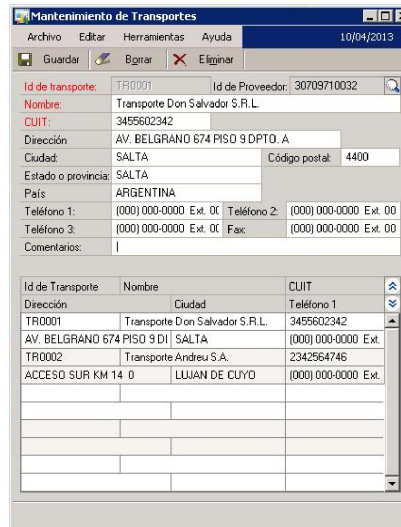 Mantenimiento de Transportes
Archivo Editar Herramientas Ayuda 10/04/2013
Guardar Borrar Eliminar
Id de transporte: TR0001 Id de Proveedor: 30709710032
Nombre: Transporte Don Salvador S.R.L.
CUIT: 3455602342
Dirección AV. BELGRANO 674 PISO 9 DPTO. A
Ciudad: SALTA Código postal: 4400
Estado o provincia: SALTA
País ARGENTINA
Teléfono 1: (000) 000-0000 Ext. 00 Teléfono 2: (000) 000-0000 Ext. 00
Teléfono 3: (000) 000-0000 Ext. 00 Fax: (000) 000-0000 Ext. 00
Comentarios:
Id de Transporte Nombre CUIT
Dirección Ciudad Teléfono 1
TR0001 Transporte Don Salvador S.R.L. 3455602342
AV. BELGRANO 674 PISO 9 DI SALTA (000) 000-0000 Ext.
TR0002 Transporte Andreu S.A. 2342564746
ACCESO SUR KM 14 0 LUJAN DE CUYO (000) 000-0000 Ext.